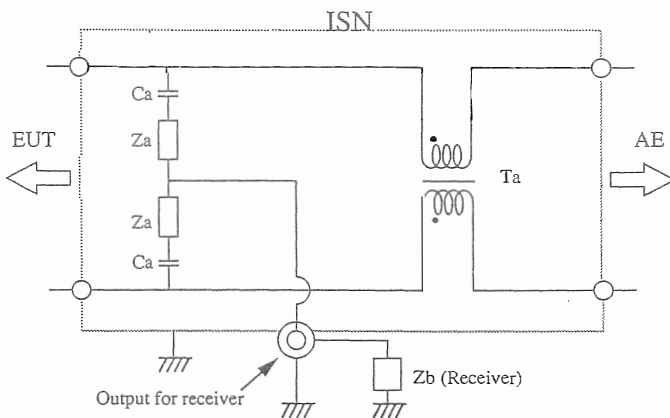 ISN
Ca
EUT
Za
AE
Ta
Za
Ca
Output for receiver
Zb (Receiver)